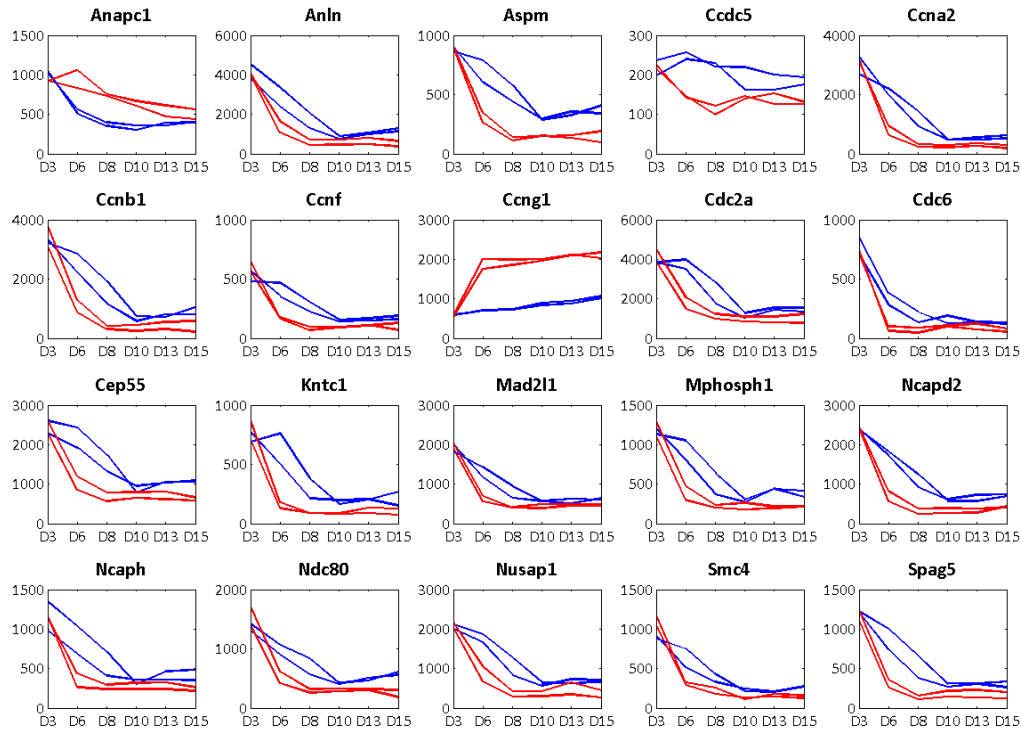 Anapc1 Anln Aspm Ccdc5 Ccna2
1500 6000 1000 300 4000
1000 4000 200
500 2000 500 100 2000
0 0 0 0 0
D3 D6 D8 D10 D13 D15 D3 D6 D8 D10 D13 D15 D3 D6 D8 D10 D13 D15 D3 D6 D8 D10 D13 D15 D3 D6 D8 D10 D13 D15
Ccnb1 Ccnf Ccng1 Cdc2a Cdc6
4000 1000 3000 6000 1000
2000 4000
2000 500 1000 2000 500
0 0 0 0 0
D3 D6 D8 D10 D13 D15 D3 D6 D8 D10 D13 D15 D3 D6 D8 D10 D13 D15 D3 D6 D8 D10 D13 D15 D3 D6 D8 D10 D13 D15
Cep55 Kntc1 Mad2l1 Mphosph1 Ncapd2
3000 1000 3000 1500 3000
2000 2000 1000 2000
1000 500 1000 500 1000
0 0 0 0 0
D3 D6 D8 D10 D13 D15 D3 D6 D8 D10 D13 D15 D3 D6 D8 D10 D13 D15 D3 D6 D8 D10 D13 D15 D3 D6 D8 D10 D13 D15
Ncaph Ndc80 Nusap1 Smc4 Spag5
1500 2000 3000 1500 1500
1000 2000 1000 1000
500 1000 1000 500 500
0 0 0 0 0
D3 D6 D8 D10 D13 D15 D3 D6 D8 D10 D13 D15 D3 D6 D8 D10 D13 D15 D3 D6 D8 D10 D13 D15 D3 D6 D8 D10 D13 D15